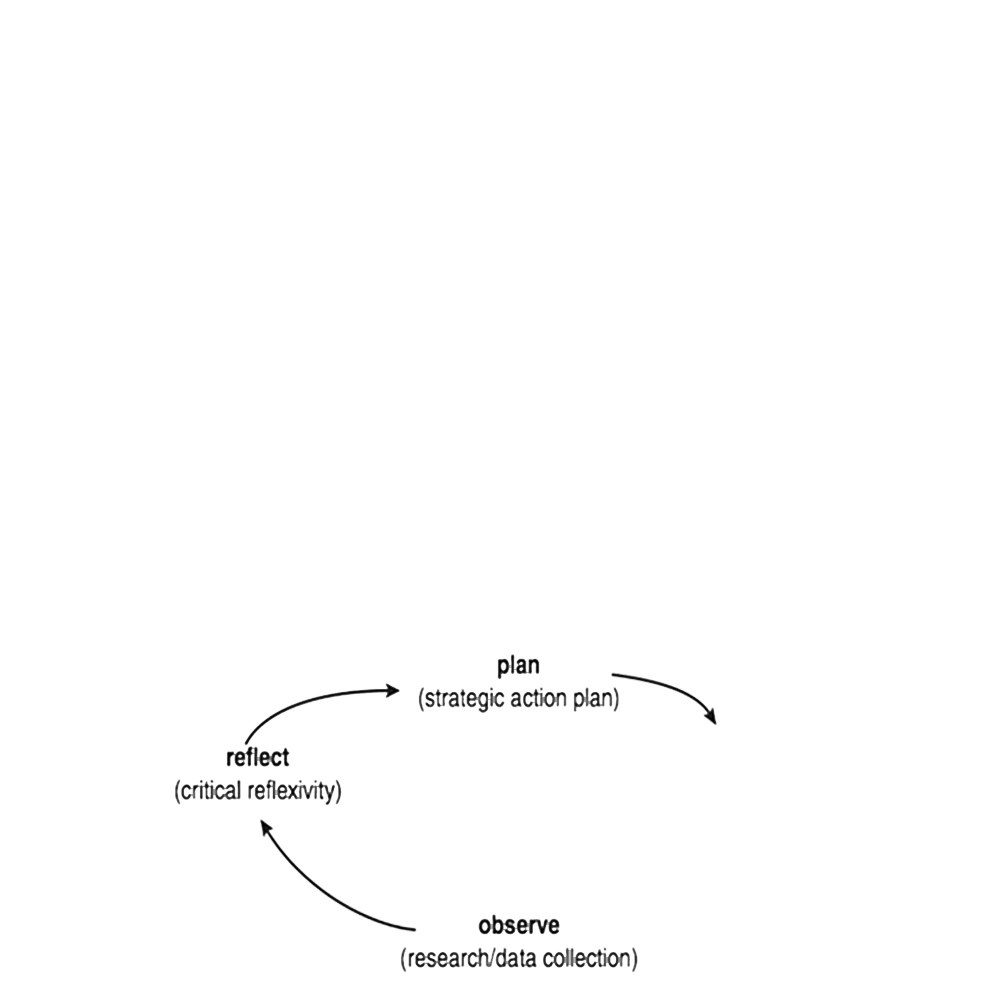 plan
(strategic action plan)
reflect
(critical reflexivity)
observe
(research/data collection)